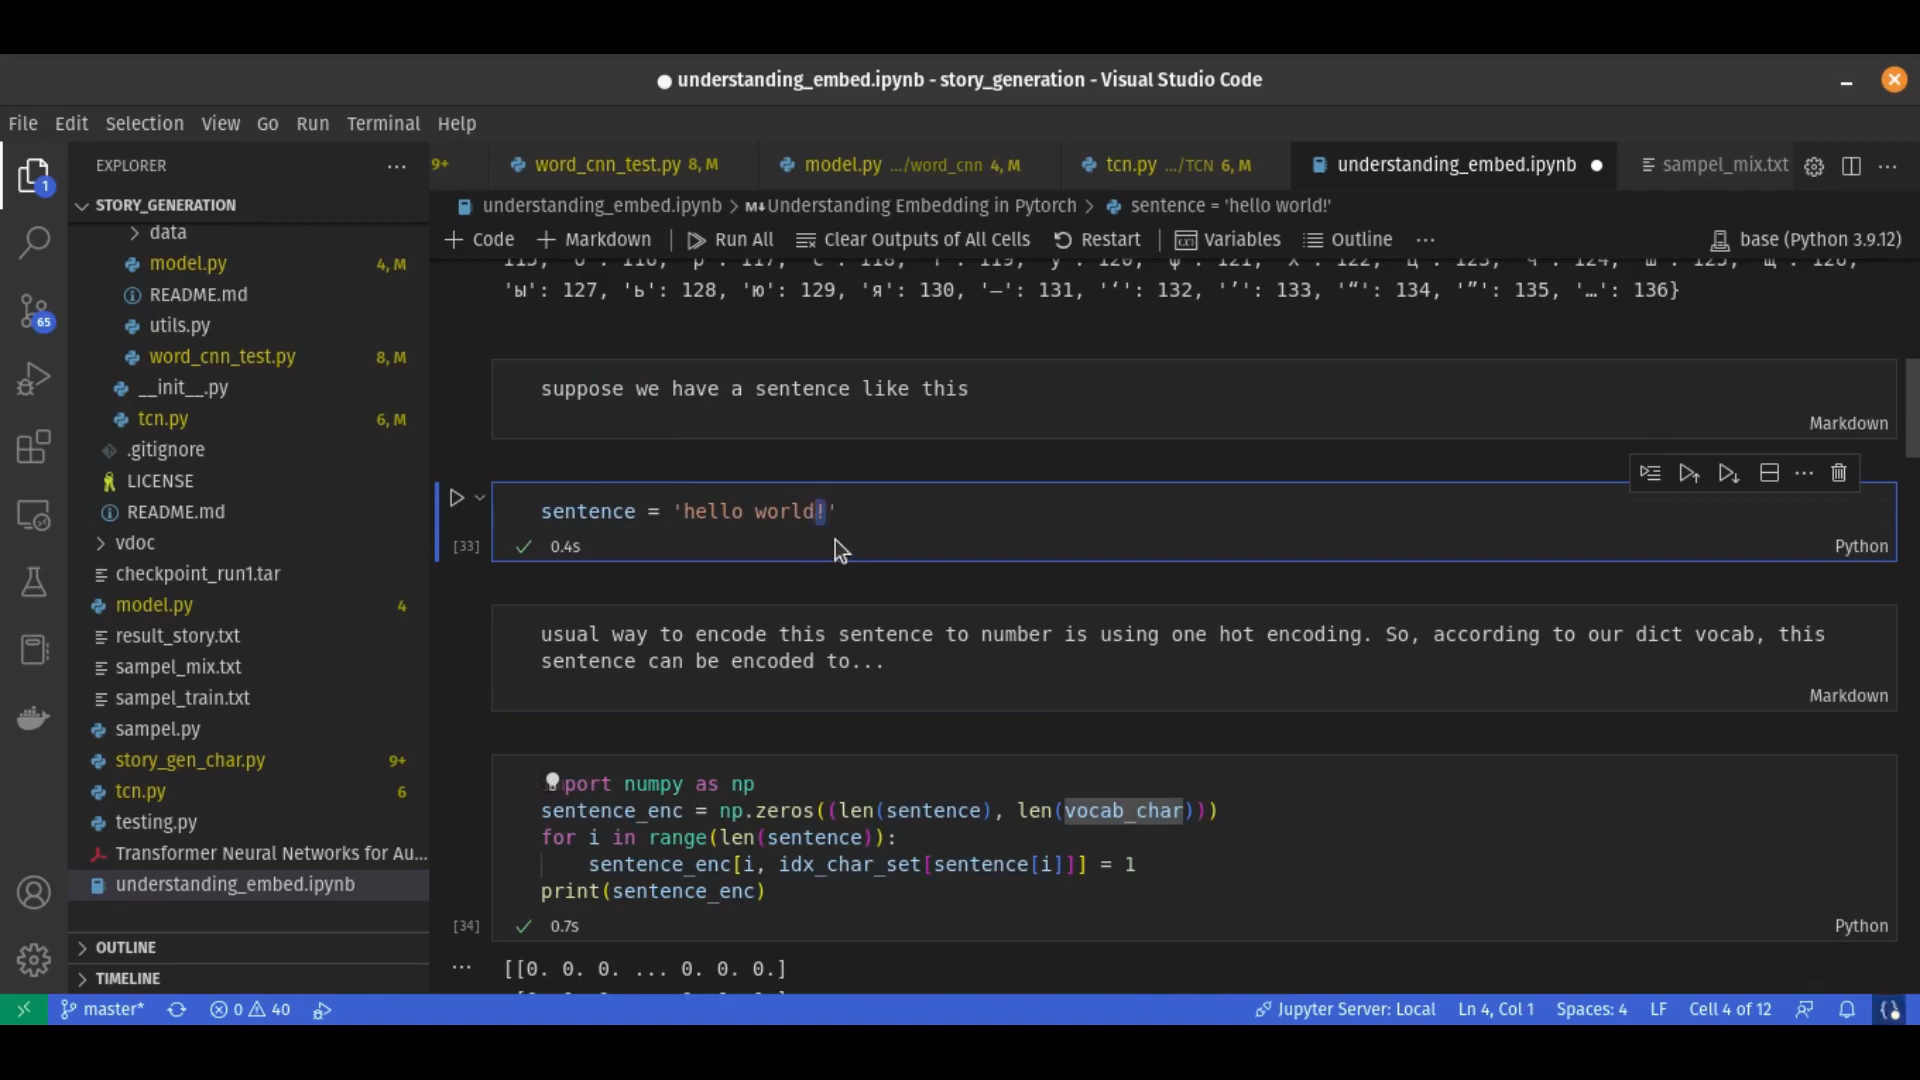 understanding_embed.ipynb - story_generation - Visual Studio Code
File Edit Selection View Go Run Terminal Help
EXPLORER
9+ word_cnn_test.py 8, M model.py .../word_cnn 4, M tcn.py .../TCN 6, M understanding_embed.ipynb sampel_mix.txt
1
STORY_GENERATION
understanding_embed.ipynb > M↓Understanding Embedding in Pytorch > sentence = 'hello world!'
data
+ Code + Markdown Run All Clear Outputs of All Cells Restart Variables Outline ... base (Python 3.9.12)
model.py 4, M
README.md
utils.py
word_cnn_test.py 8, M
__init__.py
tcn.py 6, M
.gitignore
LICENSE
README.md
vdoc
checkpoint_run1.tar
model.py 4
result_story.txt
sampel_mix.txt
sampel_train.txt
sampel.py
story_gen_char.py 9+
tcn.py 6
testing.py
Transformer Neural Networks for Au...
understanding_embed.ipynb
OUTLINE
TIMELINE
65
'ы': 127, 'ь': 128, 'ю': 129, 'я': 130, '—': 131, '‘': 132, '’': 133, '“': 134, '”': 135, '…': 136}
suppose we have a sentence like this
Markdown
sentence = 'hello world!'
[33] 0.4s Python
usual way to encode this sentence to number is using one hot encoding. So, according to our dict vocab, this
sentence can be encoded to...
Markdown
port numpy as np
sentence_enc = np.zeros((len(sentence), len(vocab_char)))
for i in range(len(sentence)):
sentence_enc[i, idx_char_set[sentence[i]]] = 1
print(sentence_enc)
[34] 0.7s Python
... [[0. 0. 0. ... 0. 0. 0.]
master* 0 40 Jupyter Server: Local Ln 4, Col 1 Spaces: 4 LF Cell 4 of 12